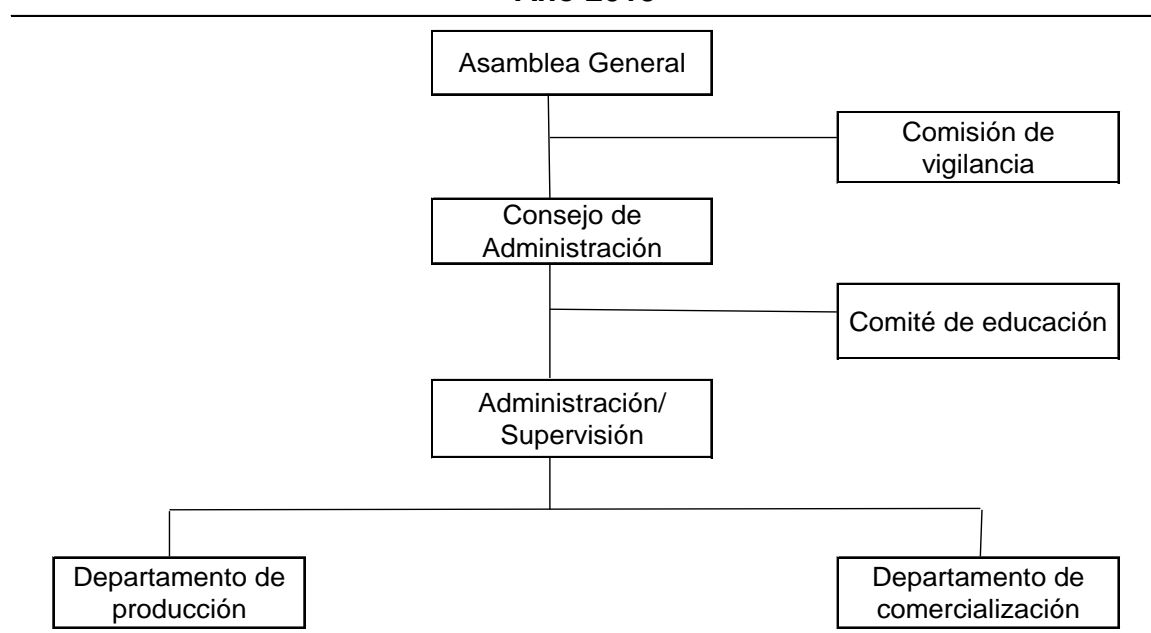 Asamblea General
Comisión de
vigilancia
Consejo de
Administración
Comité de educación
Administración/
Supervisión
Departamento de
producción
Departamento de
comercialización